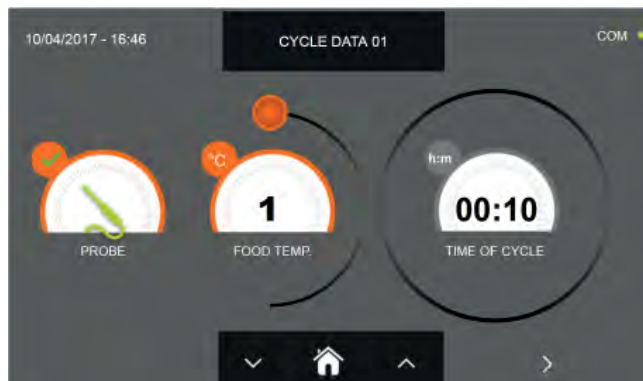 10/04/2017 - 16:46
CYCLE DATA 01
COM
°C
1
h:m
00:10
PROBE
FOOD TEMP.
TIME OF CYCLE